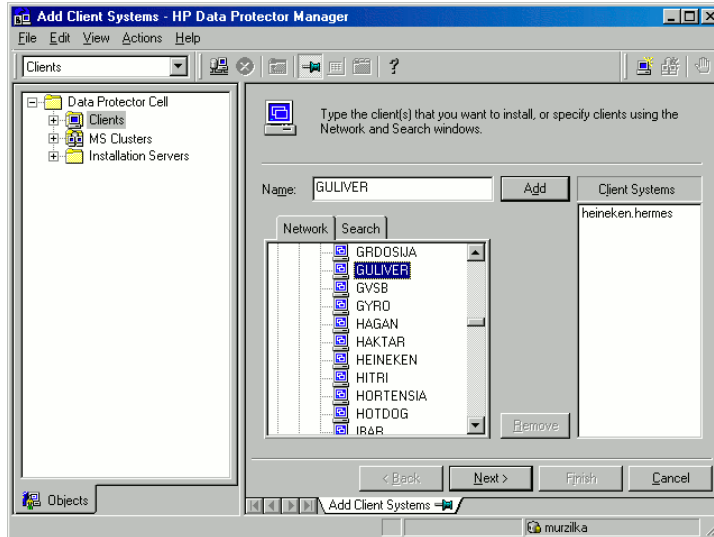 Add Client Systems - HP Data Protector Manager
File Edit View Actions Help
Clients
Data Protector Cell
Clients
MS Clusters
Installation Servers
Type the client(s) that you want to install, or specify clients using the
Network and Search windows.
Name: GULIVER Add Client Systems
heineken.hermes
Network Search
GRDOSIJA
GULIVER
GVSB
GYRO
HAGAN
HAKTAR
HEINEKEN
HITRI
HORTENSIA
HOTDOG
IBAR
Remove
< Back Next > Finish Cancel
Objects
Add Client Systems
murzilka